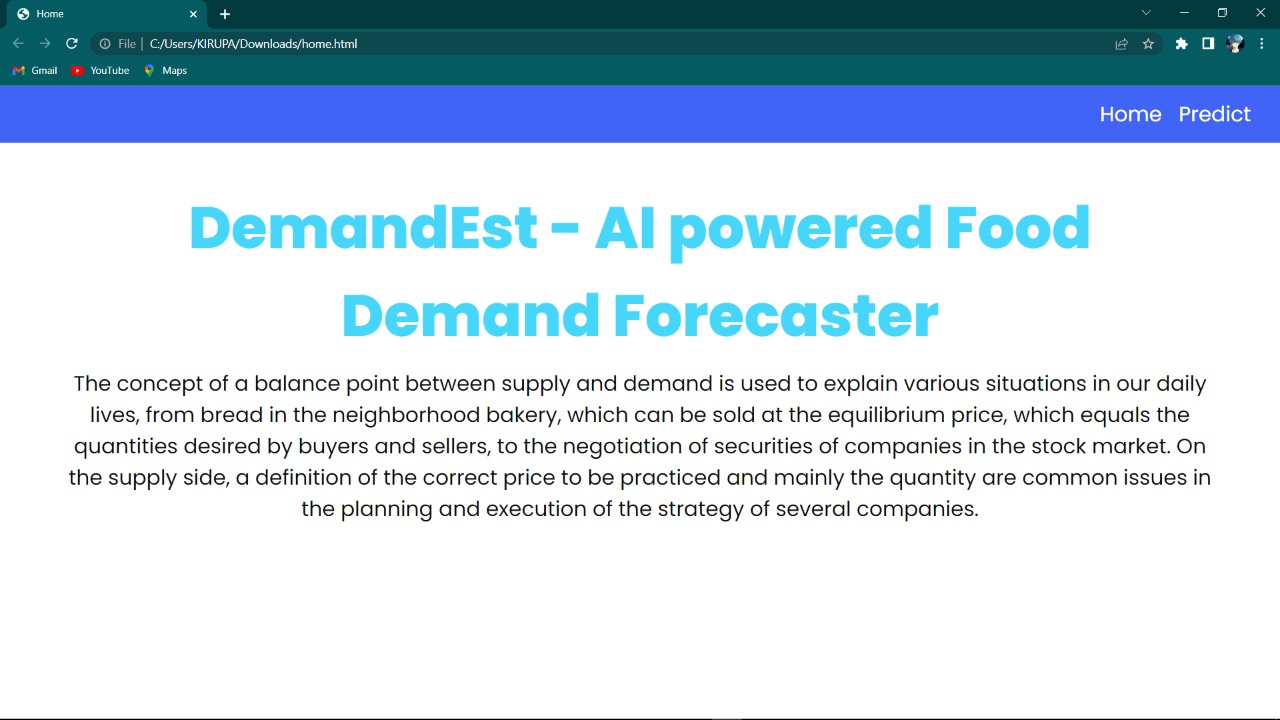 Home
File
C:/Users/KIRUPA/Downloads/home.html
Gmail YouTube Maps
Home Predict
DemandEst - AI powered Food
Demand Forecaster
The concept of a balance point between supply and demand is used to explain various situations in our daily
lives, from bread in the neighborhood bakery, which can be sold at the equilibrium price, which equals the
quantities desired by buyers and sellers, to the negotiation of securities of companies in the stock market. On
the supply side, a definition of the correct price to be practiced and mainly the quantity are common issues in
the planning and execution of the strategy of several companies.